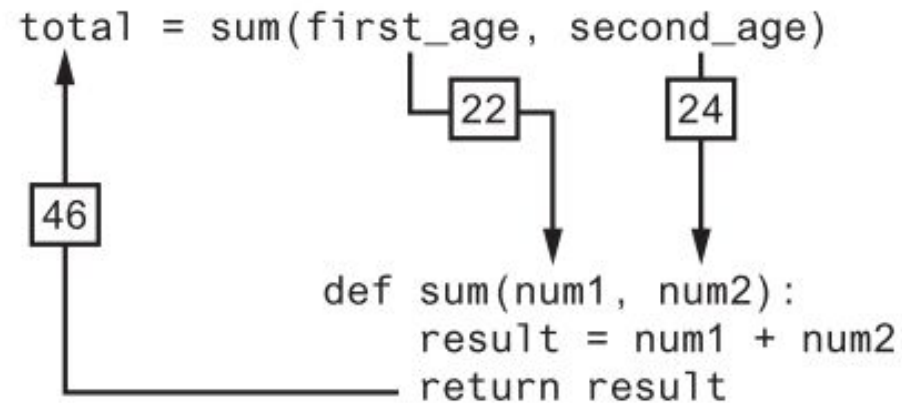 total = sum(first_age, second_age)
22
24
46
def sum(num1, num2):
result = num1 + num2
return result